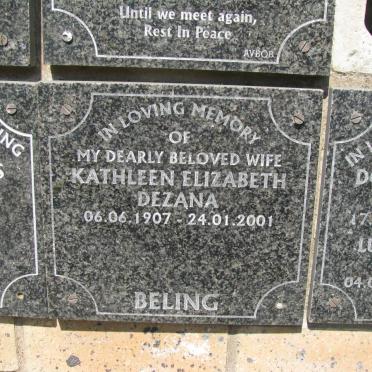 Until we meet again,
Rest In Peace
AVBOB
IN LOVING MEMORY
OF
MY DEARLY BELOVED WIFE
KATHLEEN ELIZABETH
DEZANA
06.06.1907 - 24.01.2001
BELING